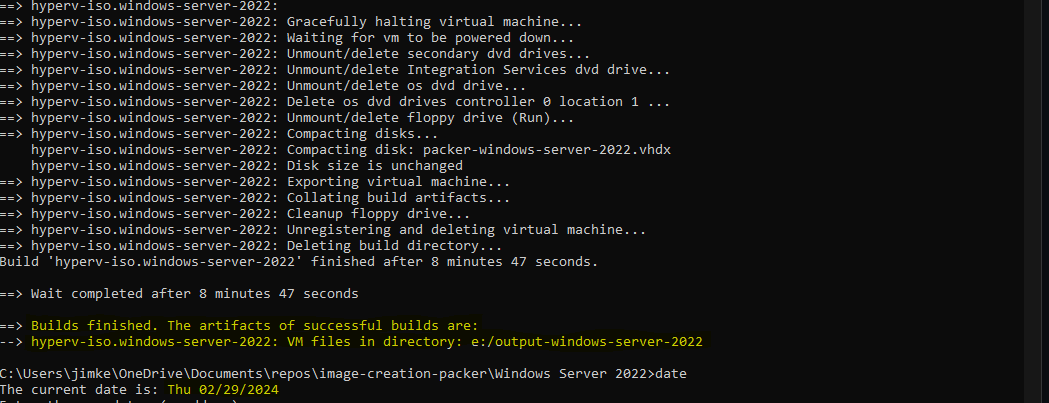 ==> hyperv-iso.windows-server-2022:
==> hyperv-iso.windows-server-2022: Gracefully halting virtual machine...
==> hyperv-iso.windows-server-2022: Waiting for vm to be powered down...
==> hyperv-iso.windows-server-2022: Unmount/delete secondary dvd drives...
==> hyperv-iso.windows-server-2022: Unmount/delete Integration Services dvd drive...
==> hyperv-iso.windows-server-2022: Unmount/delete os dvd drive...
==> hyperv-iso.windows-server-2022: Delete os dvd drives controller 0 location 1 ...
==> hyperv-iso.windows-server-2022: Unmount/delete floppy drive (Run)...
==> hyperv-iso.windows-server-2022: Compacting disks...
    hyperv-iso.windows-server-2022: Compacting disk: packer-windows-server-2022.vhdx
    hyperv-iso.windows-server-2022: Disk size is unchanged
==> hyperv-iso.windows-server-2022: Exporting virtual machine...
==> hyperv-iso.windows-server-2022: Collating build artifacts...
==> hyperv-iso.windows-server-2022: Cleanup floppy drive...
==> hyperv-iso.windows-server-2022: Unregistering and deleting virtual machine...
==> hyperv-iso.windows-server-2022: Deleting build directory...
Build 'hyperv-iso.windows-server-2022' finished after 8 minutes 47 seconds.
==> Wait completed after 8 minutes 47 seconds
==> Builds finished. The artifacts of successful builds are:
--> hyperv-iso.windows-server-2022: VM files in directory: e:/output-windows-server-2022
C:\Users\jimke\OneDrive\Documents\repos\image-creation-packer\Windows Server 2022>date
The current date is: Thu 02/29/2024